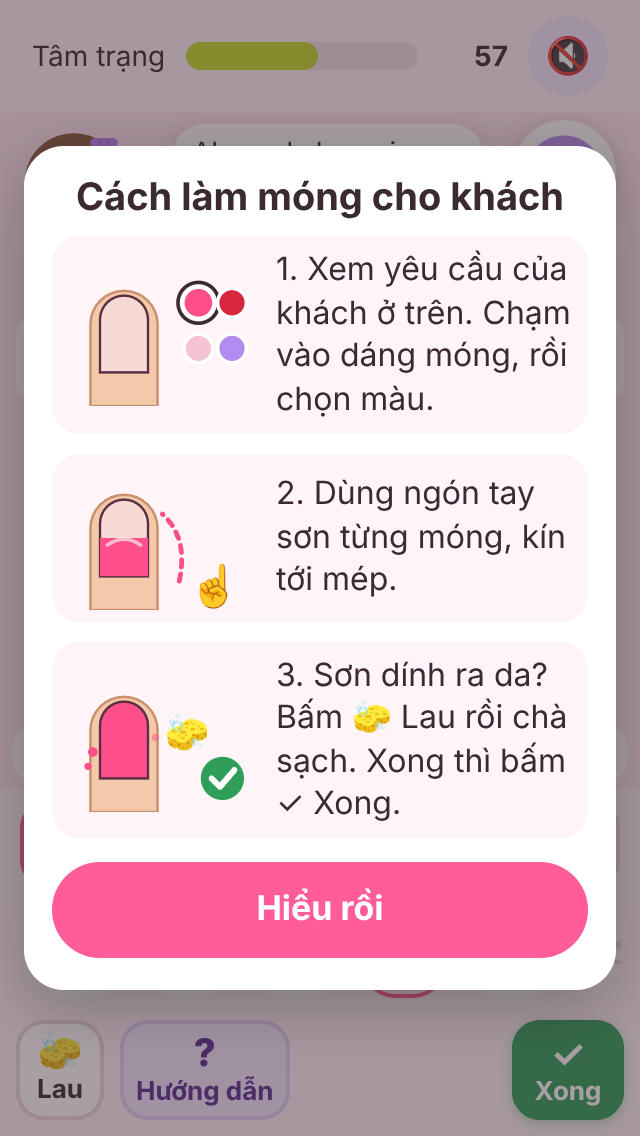 Tâm trạng
57
Cách làm móng cho khách
1. Xem yêu cầu của
khách ở trên. Chạm
vào dáng móng, rồi
chọn màu.
2. Dùng ngón tay
sơn từng móng, kín
tới mép.
3. Sơn dính ra da?
Bấm 🧽 Lau rồi chà
sạch. Xong thì bấm
✓ Xong.
Hiểu rồi
Lau
?
Hướng dẫn
✓
Xong